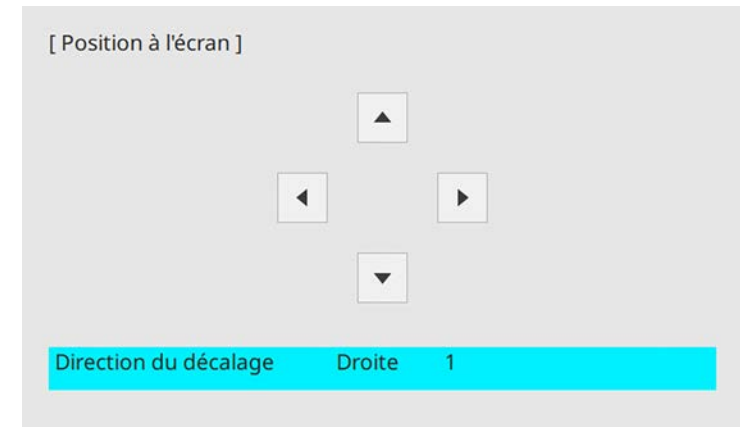 [ Position à l'écran ]
Direction du décalage Droite 1